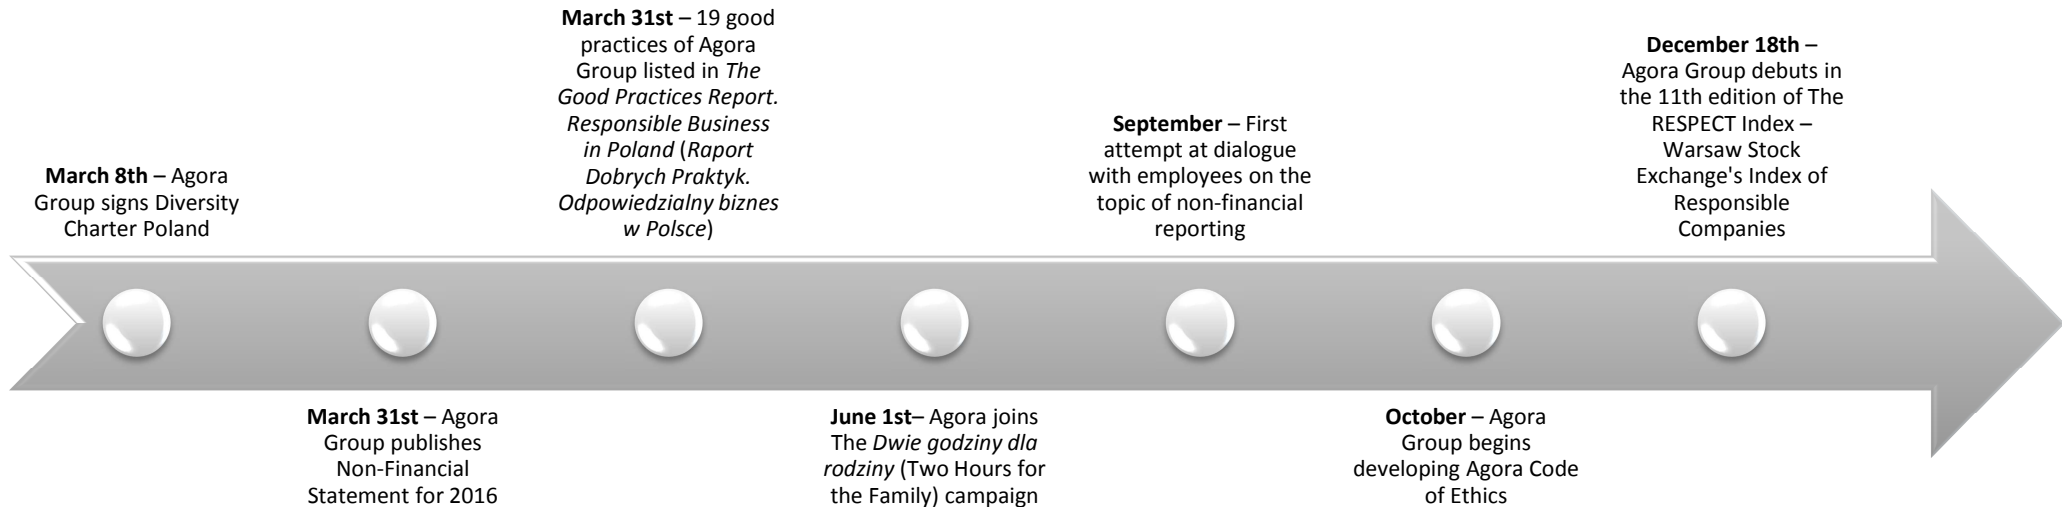 March 8th – Agora
Group signs Diversity
Charter Poland
March 31st – Agora
Group publishes
Non-Financial
Statement for 2016
March 31st – 19 good
practices of Agora
Group listed in The
Good Practices Report.
Responsible Business
in Poland (Raport
Dobrych Praktyk.
Odpowiedzialny biznes
w Polsce)
June 1st– Agora joins
The Dwie godziny dla
rodziny (Two Hours for
the Family) campaign
September – First
attempt at dialogue
with employees on the
topic of non-financial
reporting
October – Agora
Group begins
developing Agora Code
of Ethics
December 18th –
Agora Group debuts in
the 11th edition of The
RESPECT Index –
Warsaw Stock
Exchange's Index of
Responsible
Companies